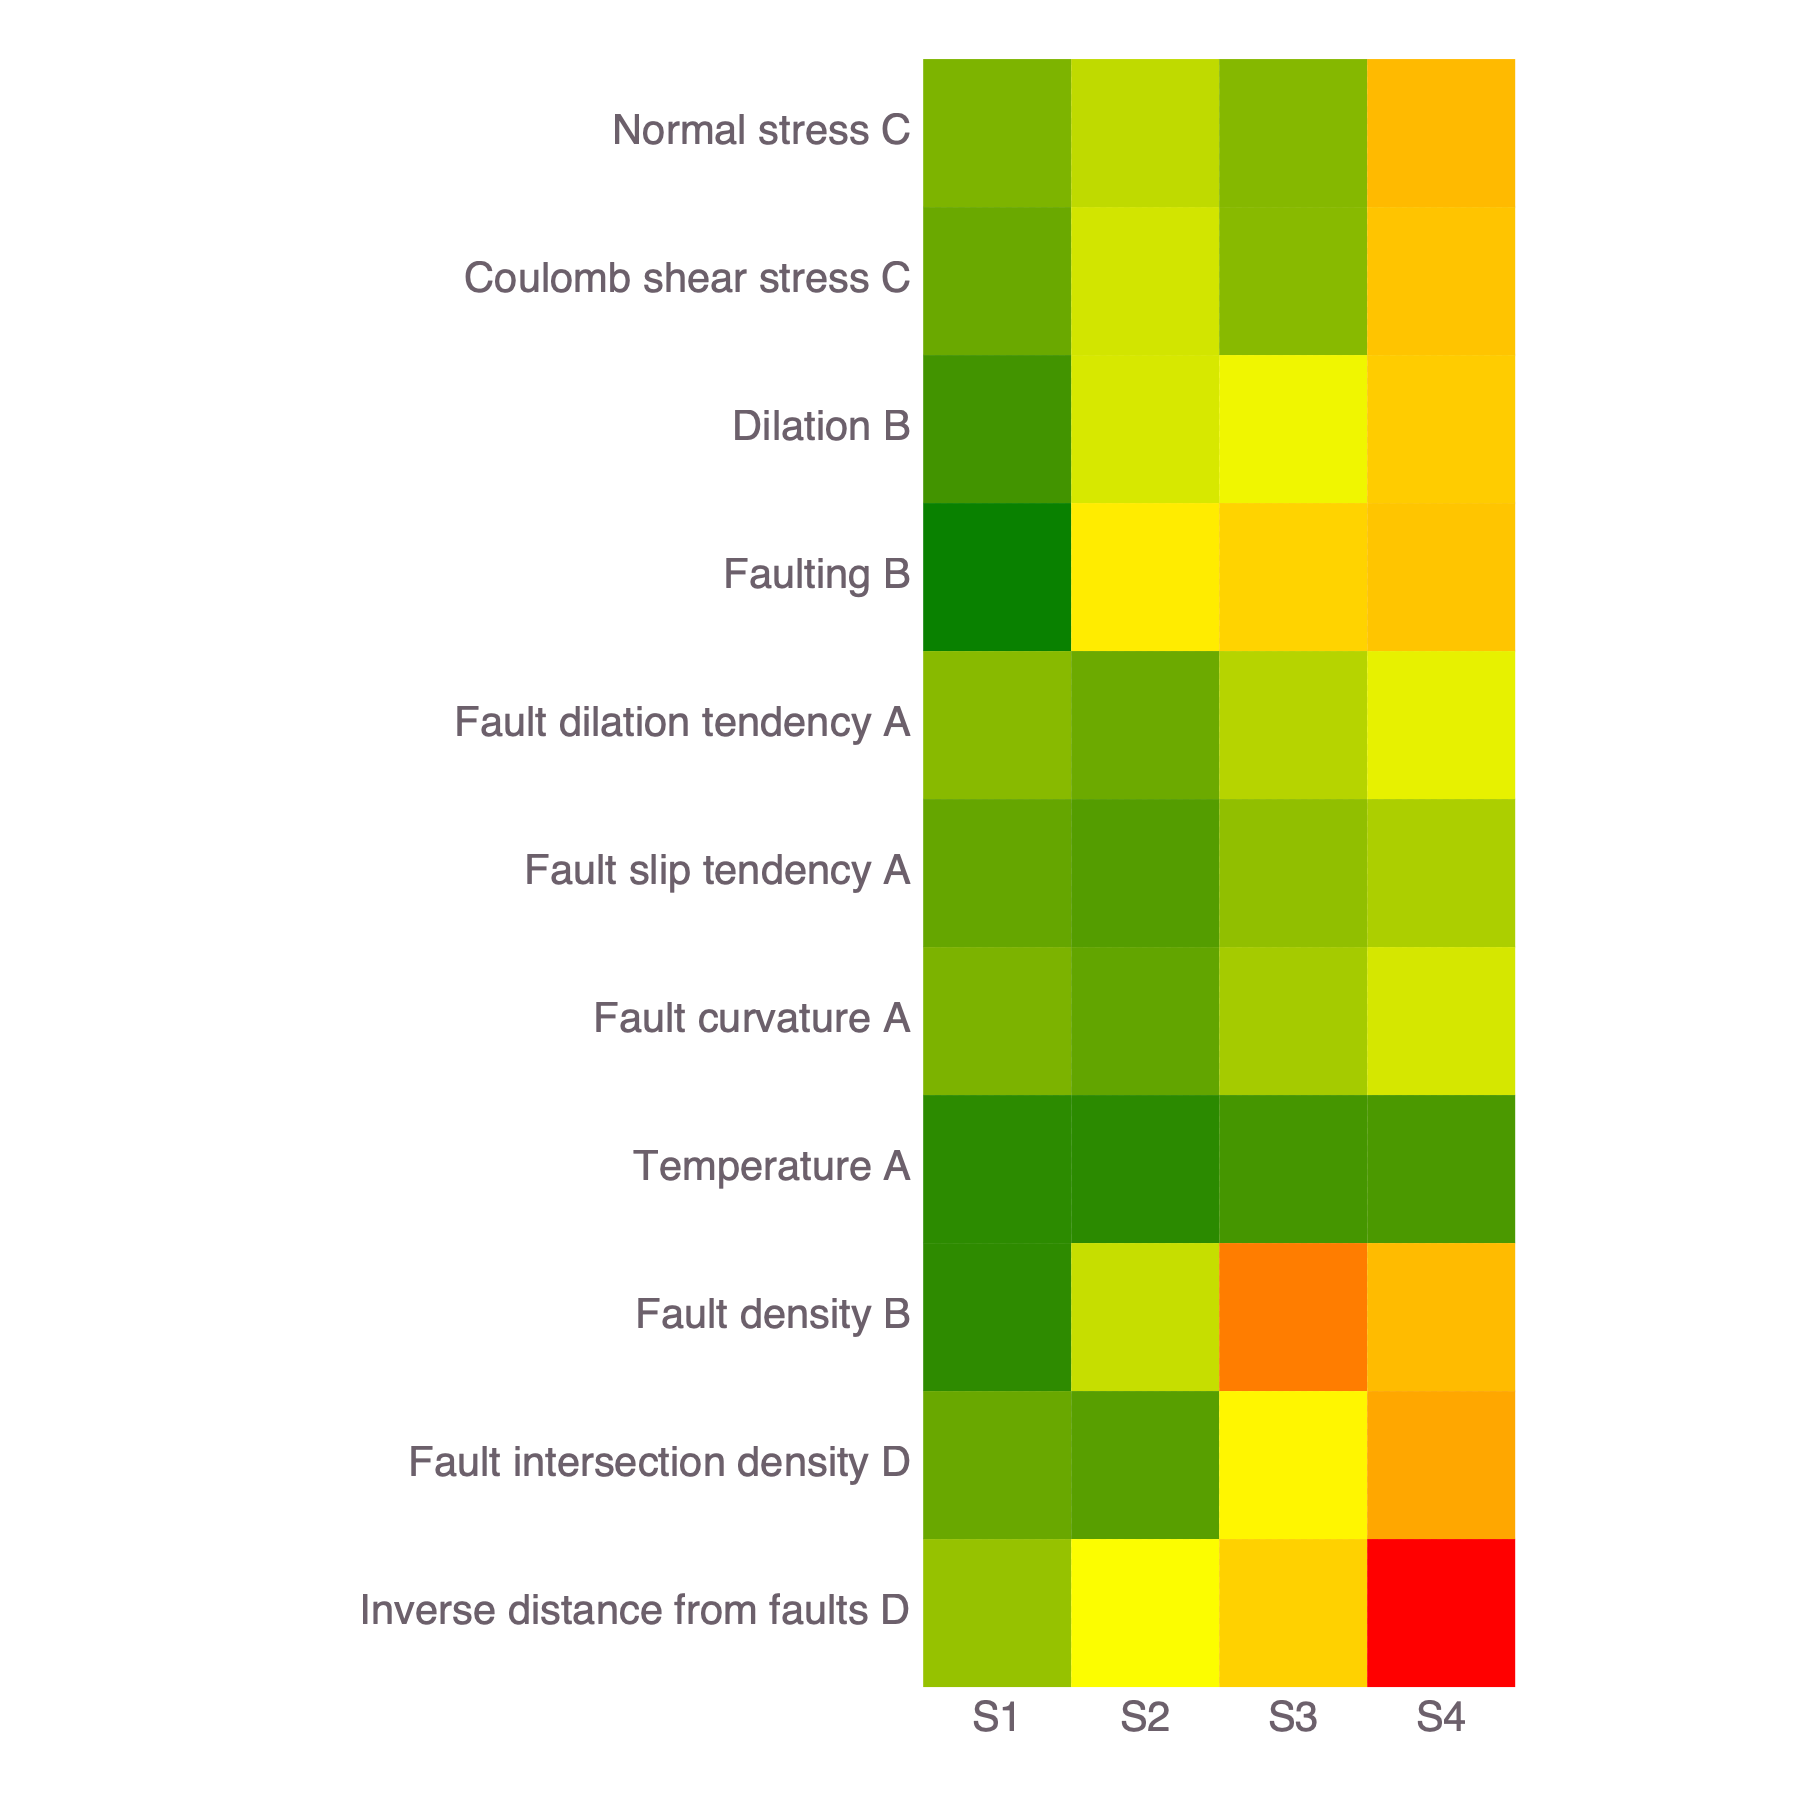 Normal stress C
Coulomb shear stress C
Dilation B
Faulting B
Fault dilation tendency A
Fault slip tendency A
Fault curvature A
Temperature A
Fault density B
Fault intersection density D
Inverse distance from faults D
S1 S2 S3 S4